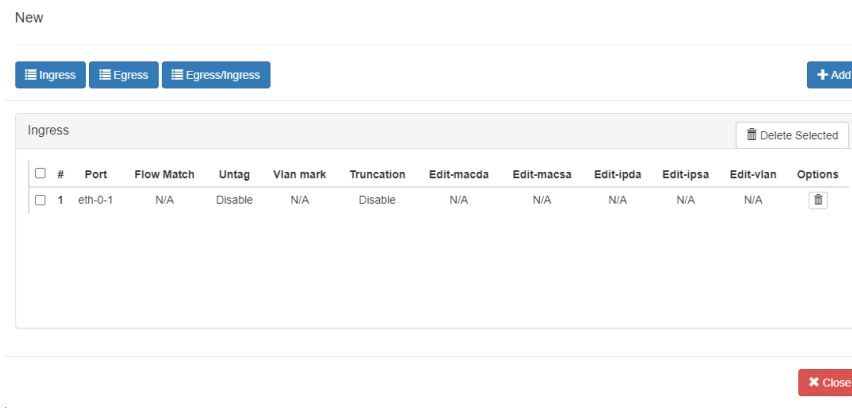 New
Ingress Egress Egress/Ingress Add
Ingress
Delete Selected
# Port Flow Match Untag Vlan mark Truncation Edit-macda Edit-macsa Edit-ipda Edit-ipsa Edit-vlan Options
1 eth-0-1 N/A Disable N/A Disable N/A N/A N/A N/A N/A
Close